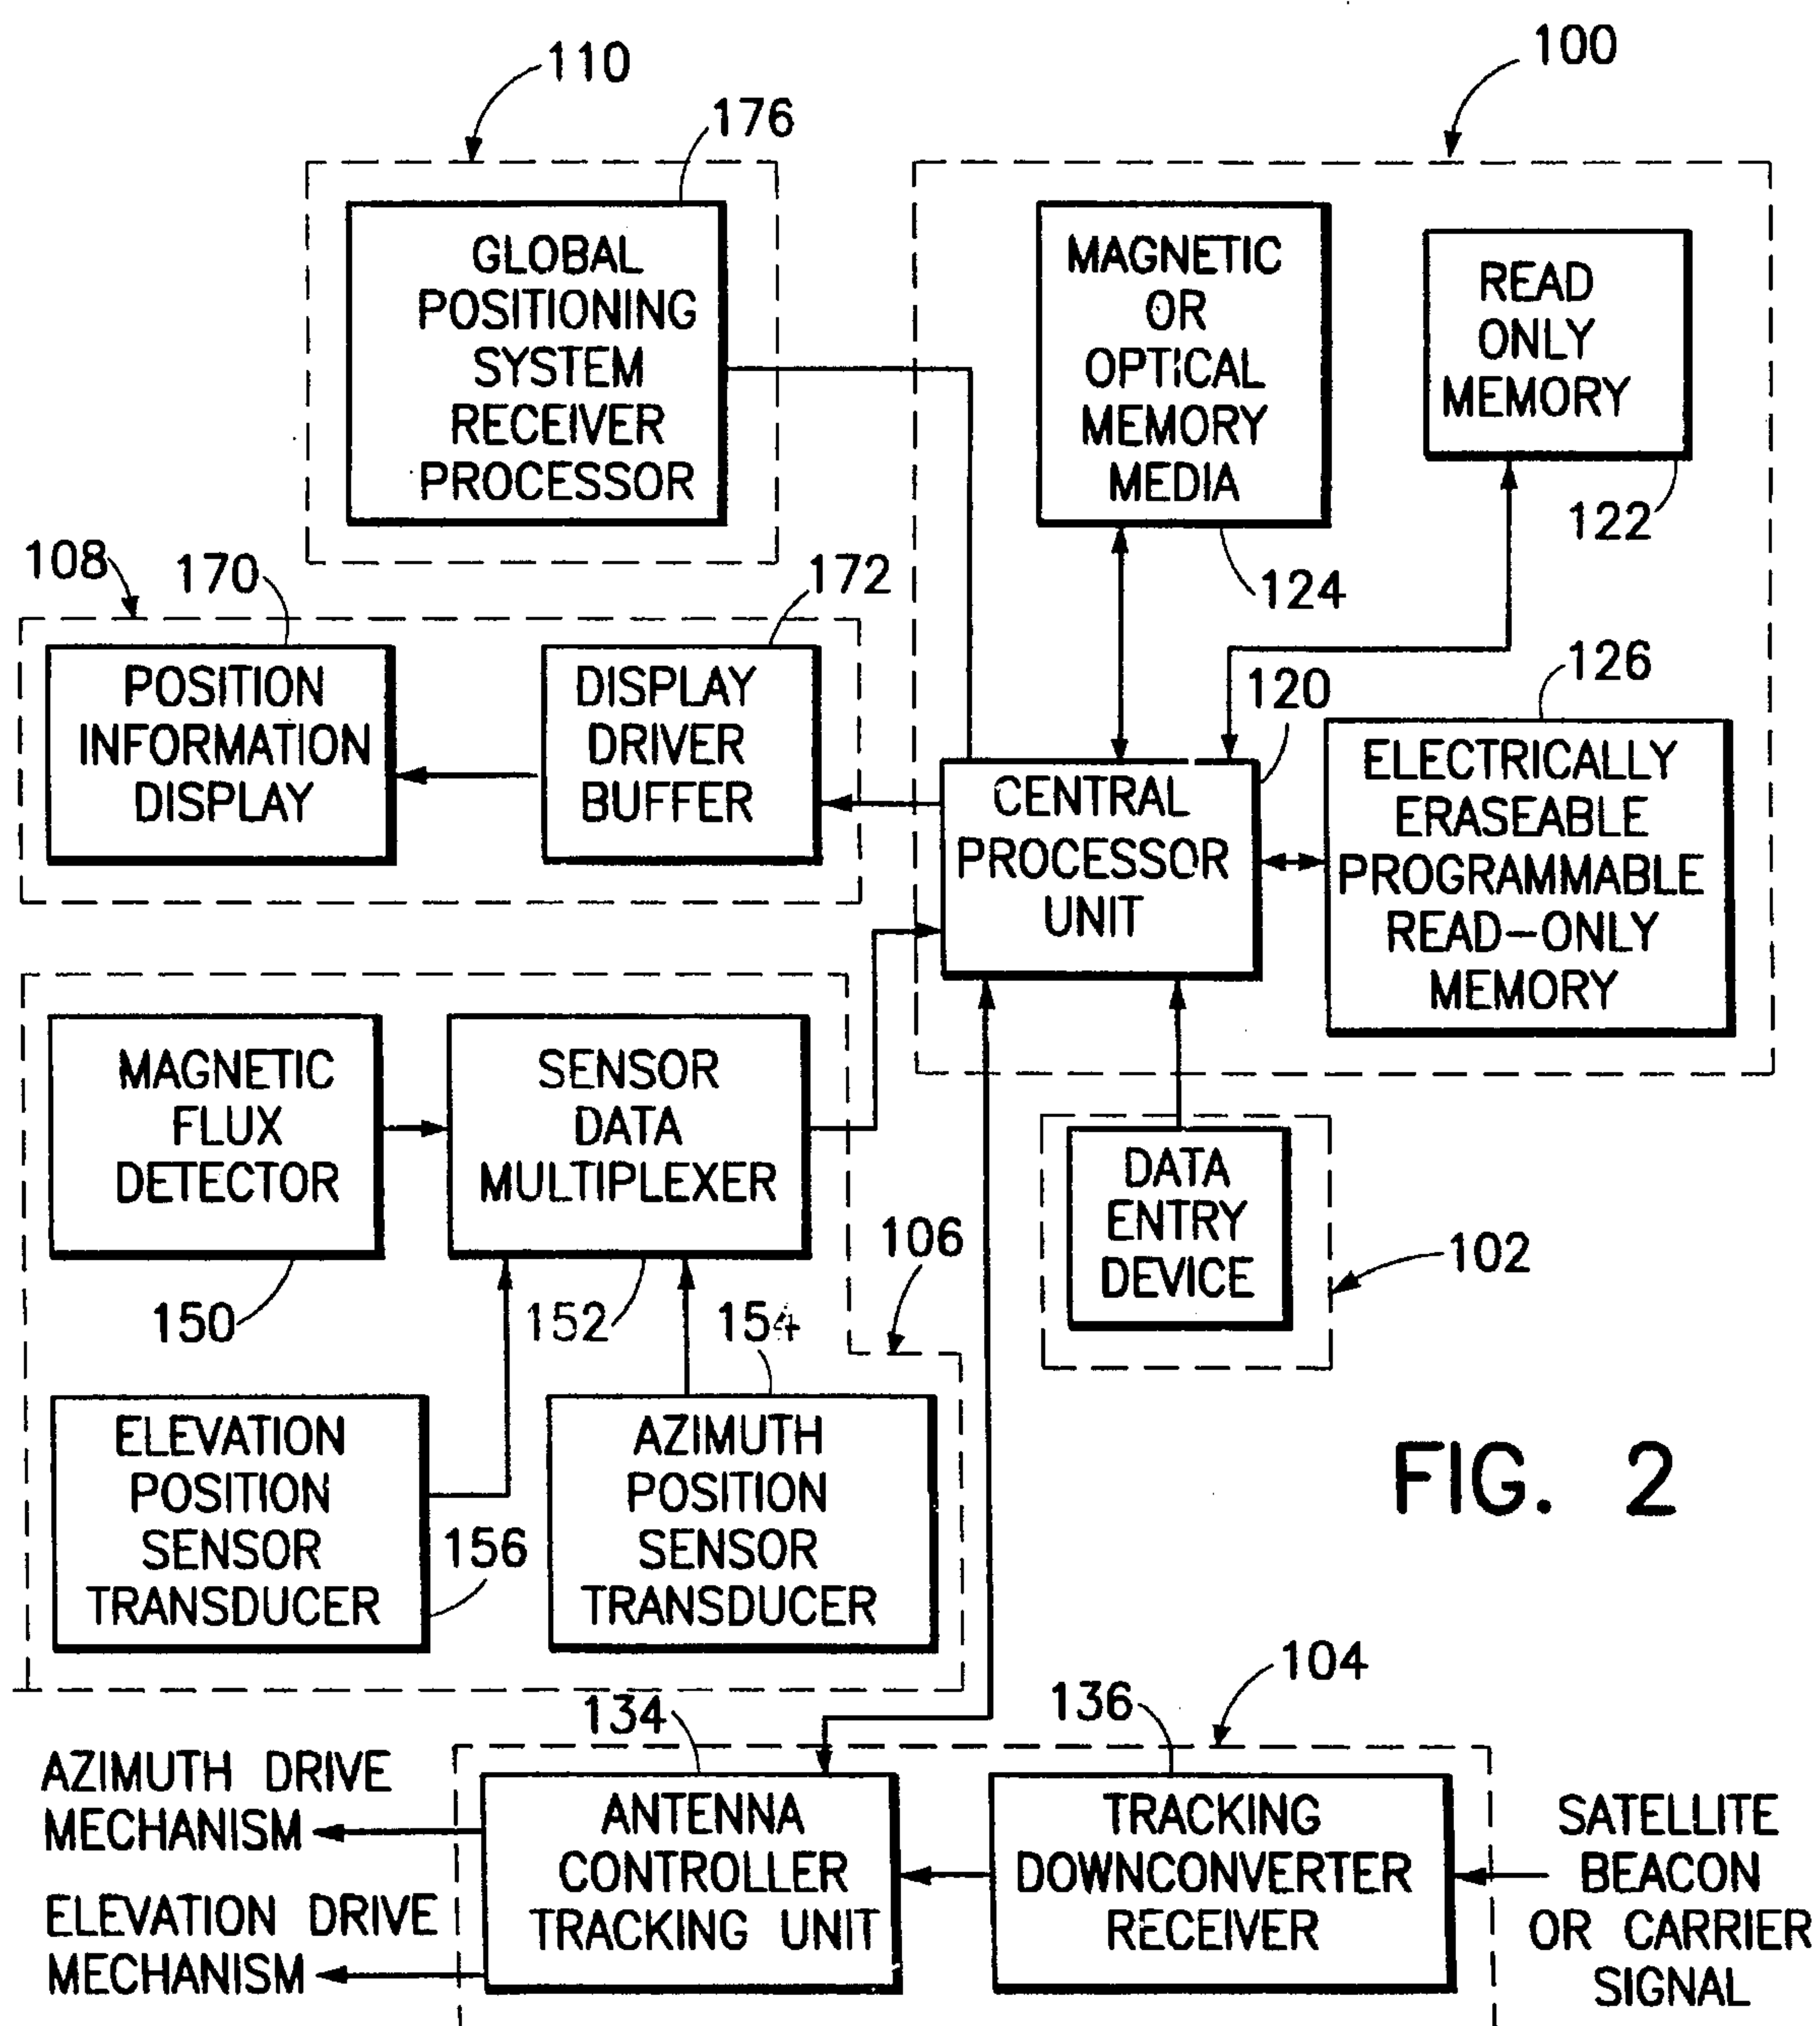 110
100
176
GLOBAL
POSITIONING
SYSTEM
RECEIVER
PROCESSOR
MAGNETIC
OR
OPTICAL
MEMORY
MEDIA
READ
ONLY
MEMORY
122
124
108
170
172
POSITION
INFORMATION
DISPLAY
DISPLAY
DRIVER
BUFFER
120
126
CENTRAL
PROCESSOR
UNIT
ELECTRICALLY
ERASEABLE
PROGRAMMABLE
READ-ONLY
MEMORY
MAGNETIC
FLUX
DETECTOR
SENSOR
DATA
MULTIPLEXER
DATA
ENTRY
DEVICE
106
102
150
152
154
ELEVATION
POSITION
SENSOR
TRANSDUCER
156
AZIMUTH
POSITION
SENSOR
TRANSDUCER
FIG. 2
104
134
136
AZIMUTH DRIVE
MECHANISM
ELEVATION DRIVE
MECHANISM
ANTENNA
CONTROLLER
TRACKING UNIT
TRACKING
DOWNCONVERTER
RECEIVER
SATELLITE
BEACON
OR CARRIER
SIGNAL